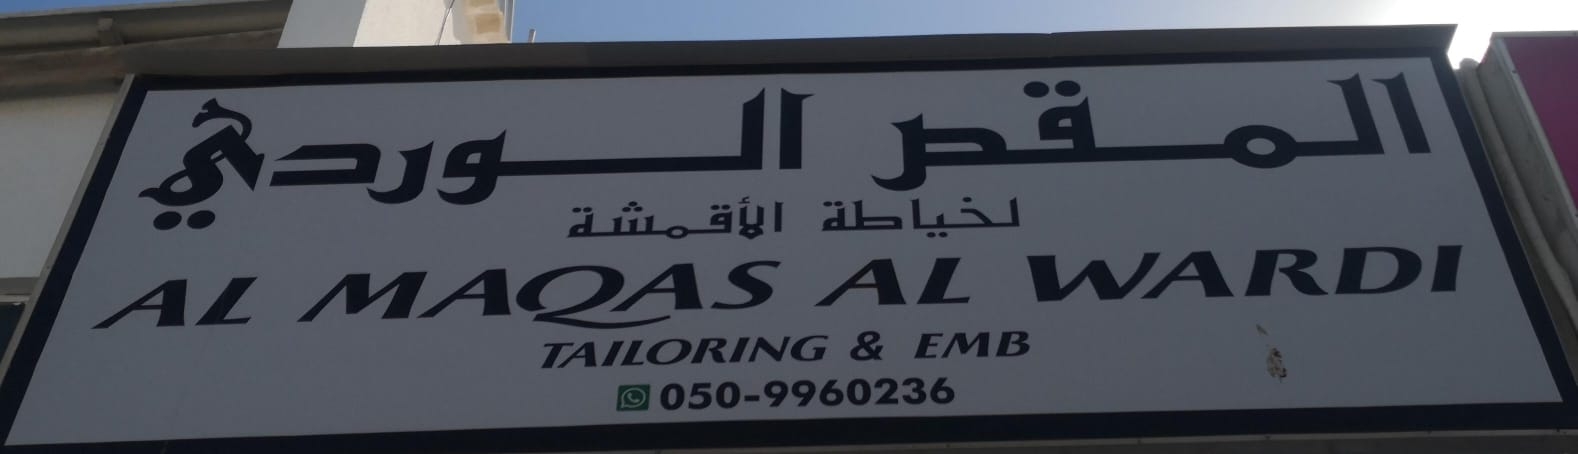 المقص الوردي
لخياطة الأقمشة
AL MAQAS AL WARDI
TAILORING & EMB
050-9960236